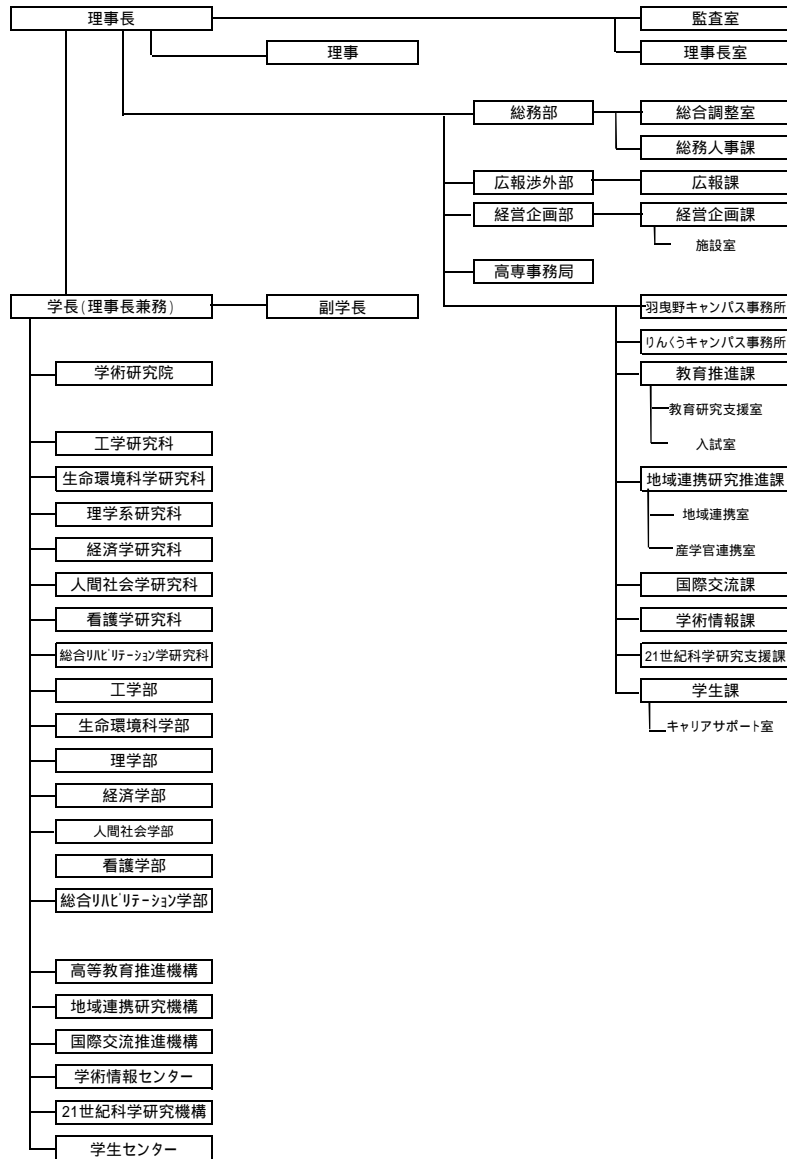 理事長
監査室
理事
理事長室
総務部
総合調整室
総務人事課
広報渉外部
広報課
経営企画部
経営企画課
施設室
高専事務局
学長(理事長兼務)
副学長
羽曳野キャンパス事務所
りんくうキャンパス事務所
学術研究院
教育推進課
教育研究支援室
入試室
工学研究科
生命環境科学研究科
地域連携研究推進課
理学系研究科
地域連携室
経済学研究科
産学官連携室
人間社会学研究科
国際交流課
看護学研究科
学術情報課
総合ﾘﾊﾋﾞﾘﾃｰｼｮﾝ学研究科
21世紀科学研究支援課
工学部
学生課
生命環境科学部
キャリアサポート室
理学部
経済学部
人間社会学部
看護学部
総合ﾘﾊﾋﾞﾘﾃｰｼｮﾝ学部
高等教育推進機構
地域連携研究機構
国際交流推進機構
学術情報センター
21世紀科学研究機構
学生センター